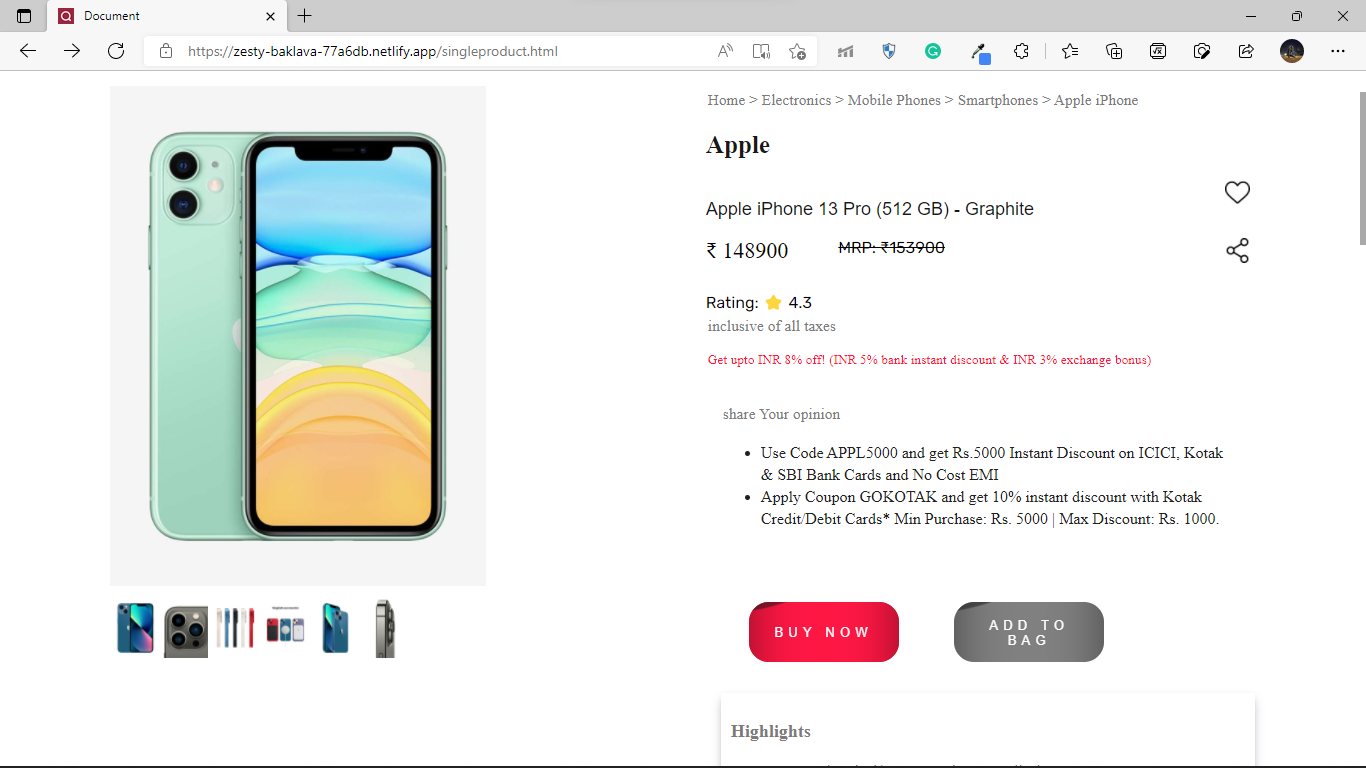 Document
https://zesty-baklava-77a6db.netlify.app/singleproduct.html
Home > Electronics > Mobile Phones > Smartphones > Apple iPhone
Apple
Apple iPhone 13 Pro (512 GB) - Graphite
₹ 148900
MRP: ₹153900
Rating: 4.3
inclusive of all taxes
Get upto INR 8% off! (INR 5% bank instant discount & INR 3% exchange bonus)
share Your opinion
Use Code APPL5000 and get Rs.5000 Instant Discount on ICICI, Kotak
& SBI Bank Cards and No Cost EMI
Apply Coupon GOKOTAK and get 10% instant discount with Kotak
Credit/Debit Cards* Min Purchase: Rs. 5000 | Max Discount: Rs. 1000.
BUY NOW
ADD TO
BAG
Highlights